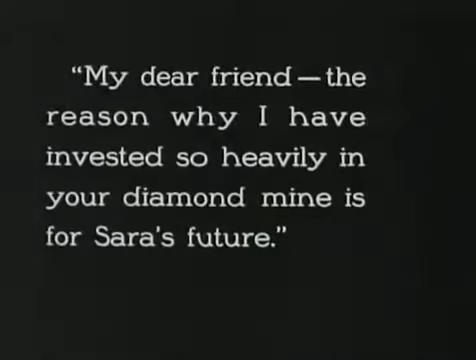 “My dear friend — the
reason why I have
invested so heavily in
your diamond mine is
for Sara's future.”